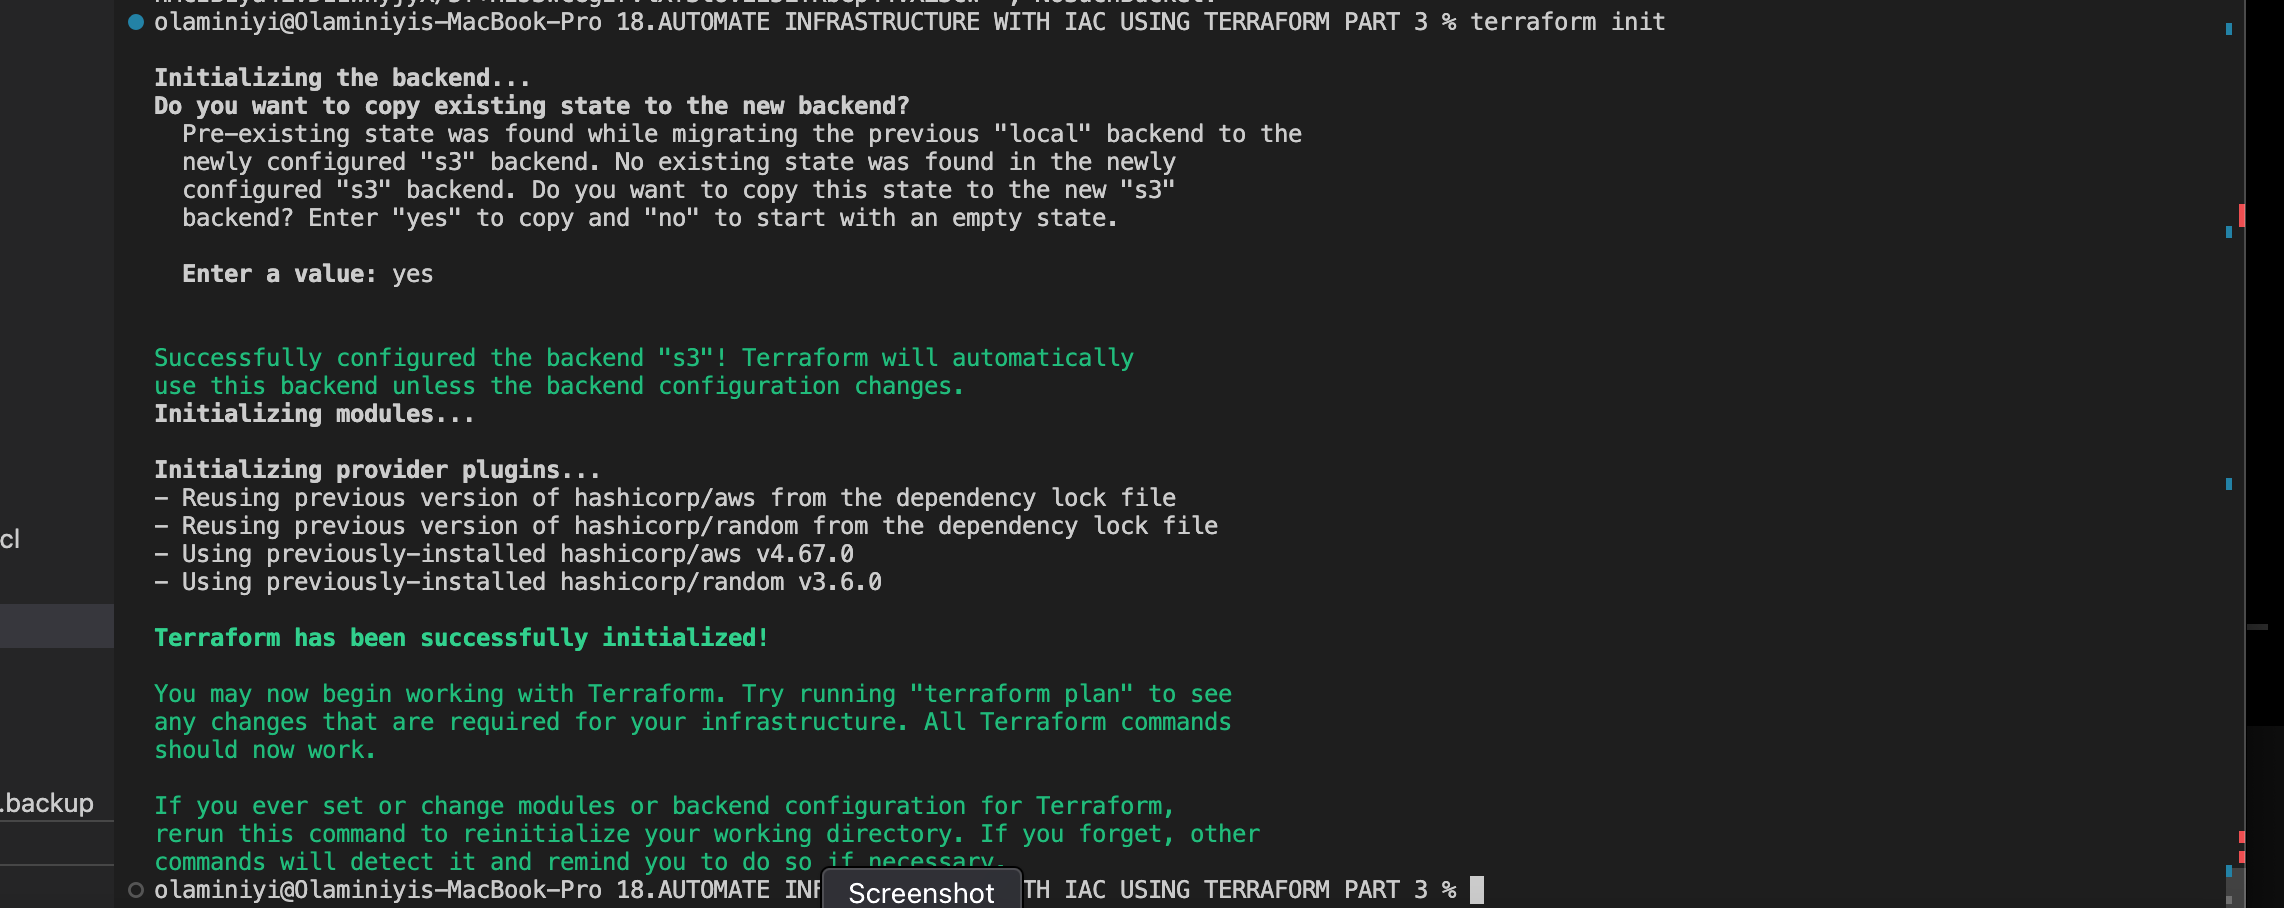 olaminiyi@Olaminiyis-MacBook-Pro 18.AUTOMATE INFRASTRUCTURE WITH IAC USING TERRAFORM PART 3 % terraform init
Initializing the backend...
Do you want to copy existing state to the new backend?
Pre-existing state was found while migrating the previous "local" backend to the
newly configured "s3" backend. No existing state was found in the newly
configured "s3" backend. Do you want to copy this state to the new "s3"
backend? Enter "yes" to copy and "no" to start with an empty state.
Enter a value: yes
Successfully configured the backend "s3"! Terraform will automatically
use this backend unless the backend configuration changes.
Initializing modules...
Initializing provider plugins...
- Reusing previous version of hashicorp/aws from the dependency lock file
- Reusing previous version of hashicorp/random from the dependency lock file
cl
- Using previously-installed hashicorp/aws v4.67.0
- Using previously-installed hashicorp/random v3.6.0
Terraform has been successfully initialized!
You may now begin working with Terraform. Try running "terraform plan" to see
any changes that are required for your infrastructure. All Terraform commands
should now work.
.backup
If you ever set or change modules or backend configuration for Terraform,
rerun this command to reinitialize your working directory. If you forget, other
commands will detect it and remind you to do so if necessary.
olaminiyi@Olaminiyis-MacBook-Pro 18.AUTOMATE INF TH IAC USING TERRAFORM PART 3 %
Screenshot